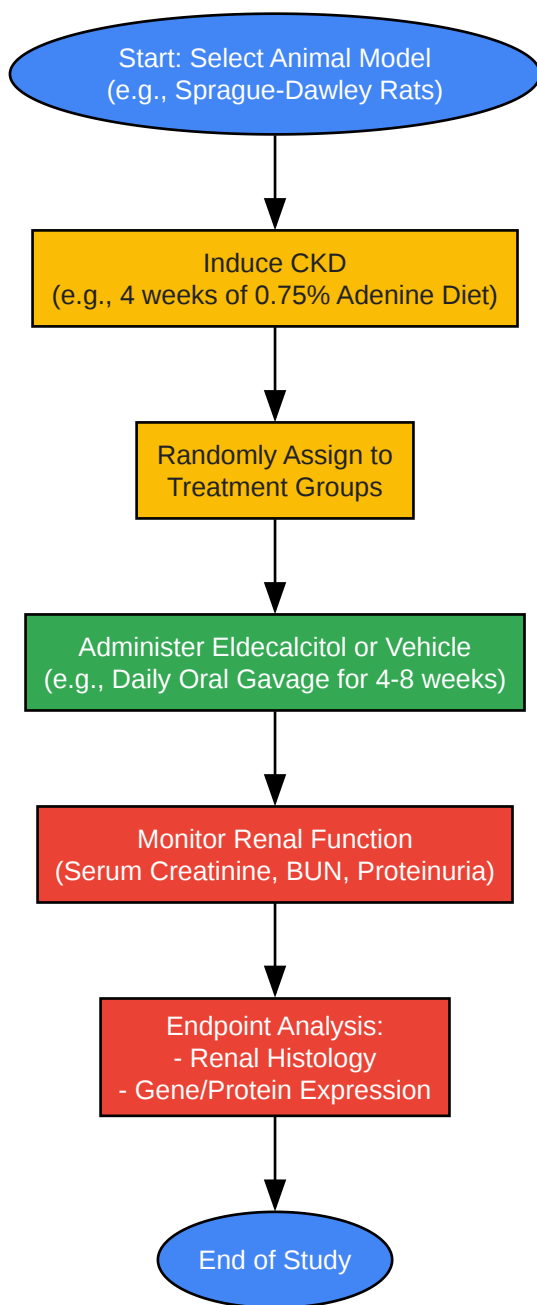 Start: Select Animal Model
(e.g., Sprague-Dawley Rats)
Induce CKD
(e.g., 4 weeks of 0.75% Adenine Diet)
Randomly Assign to
Treatment Groups
Administer Eldecalcitol or Vehicle
(e.g., Daily Oral Gavage for 4-8 weeks)
Monitor Renal Function
(Serum Creatinine, BUN, Proteinuria)
Endpoint Analysis:
- Renal Histology
- Gene/Protein Expression
End of Study